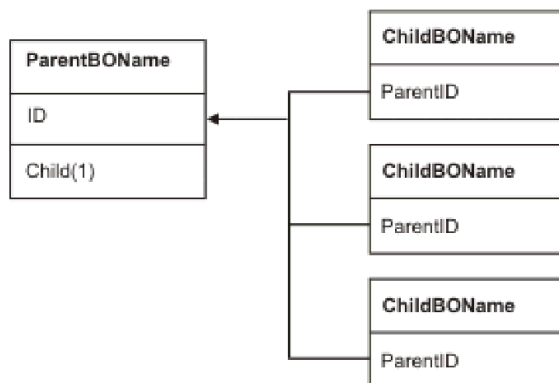 ParentBOName
ID
Child(1)
ChildBOName
ParentID
ChildBOName
ParentID
ChildBOName
ParentID